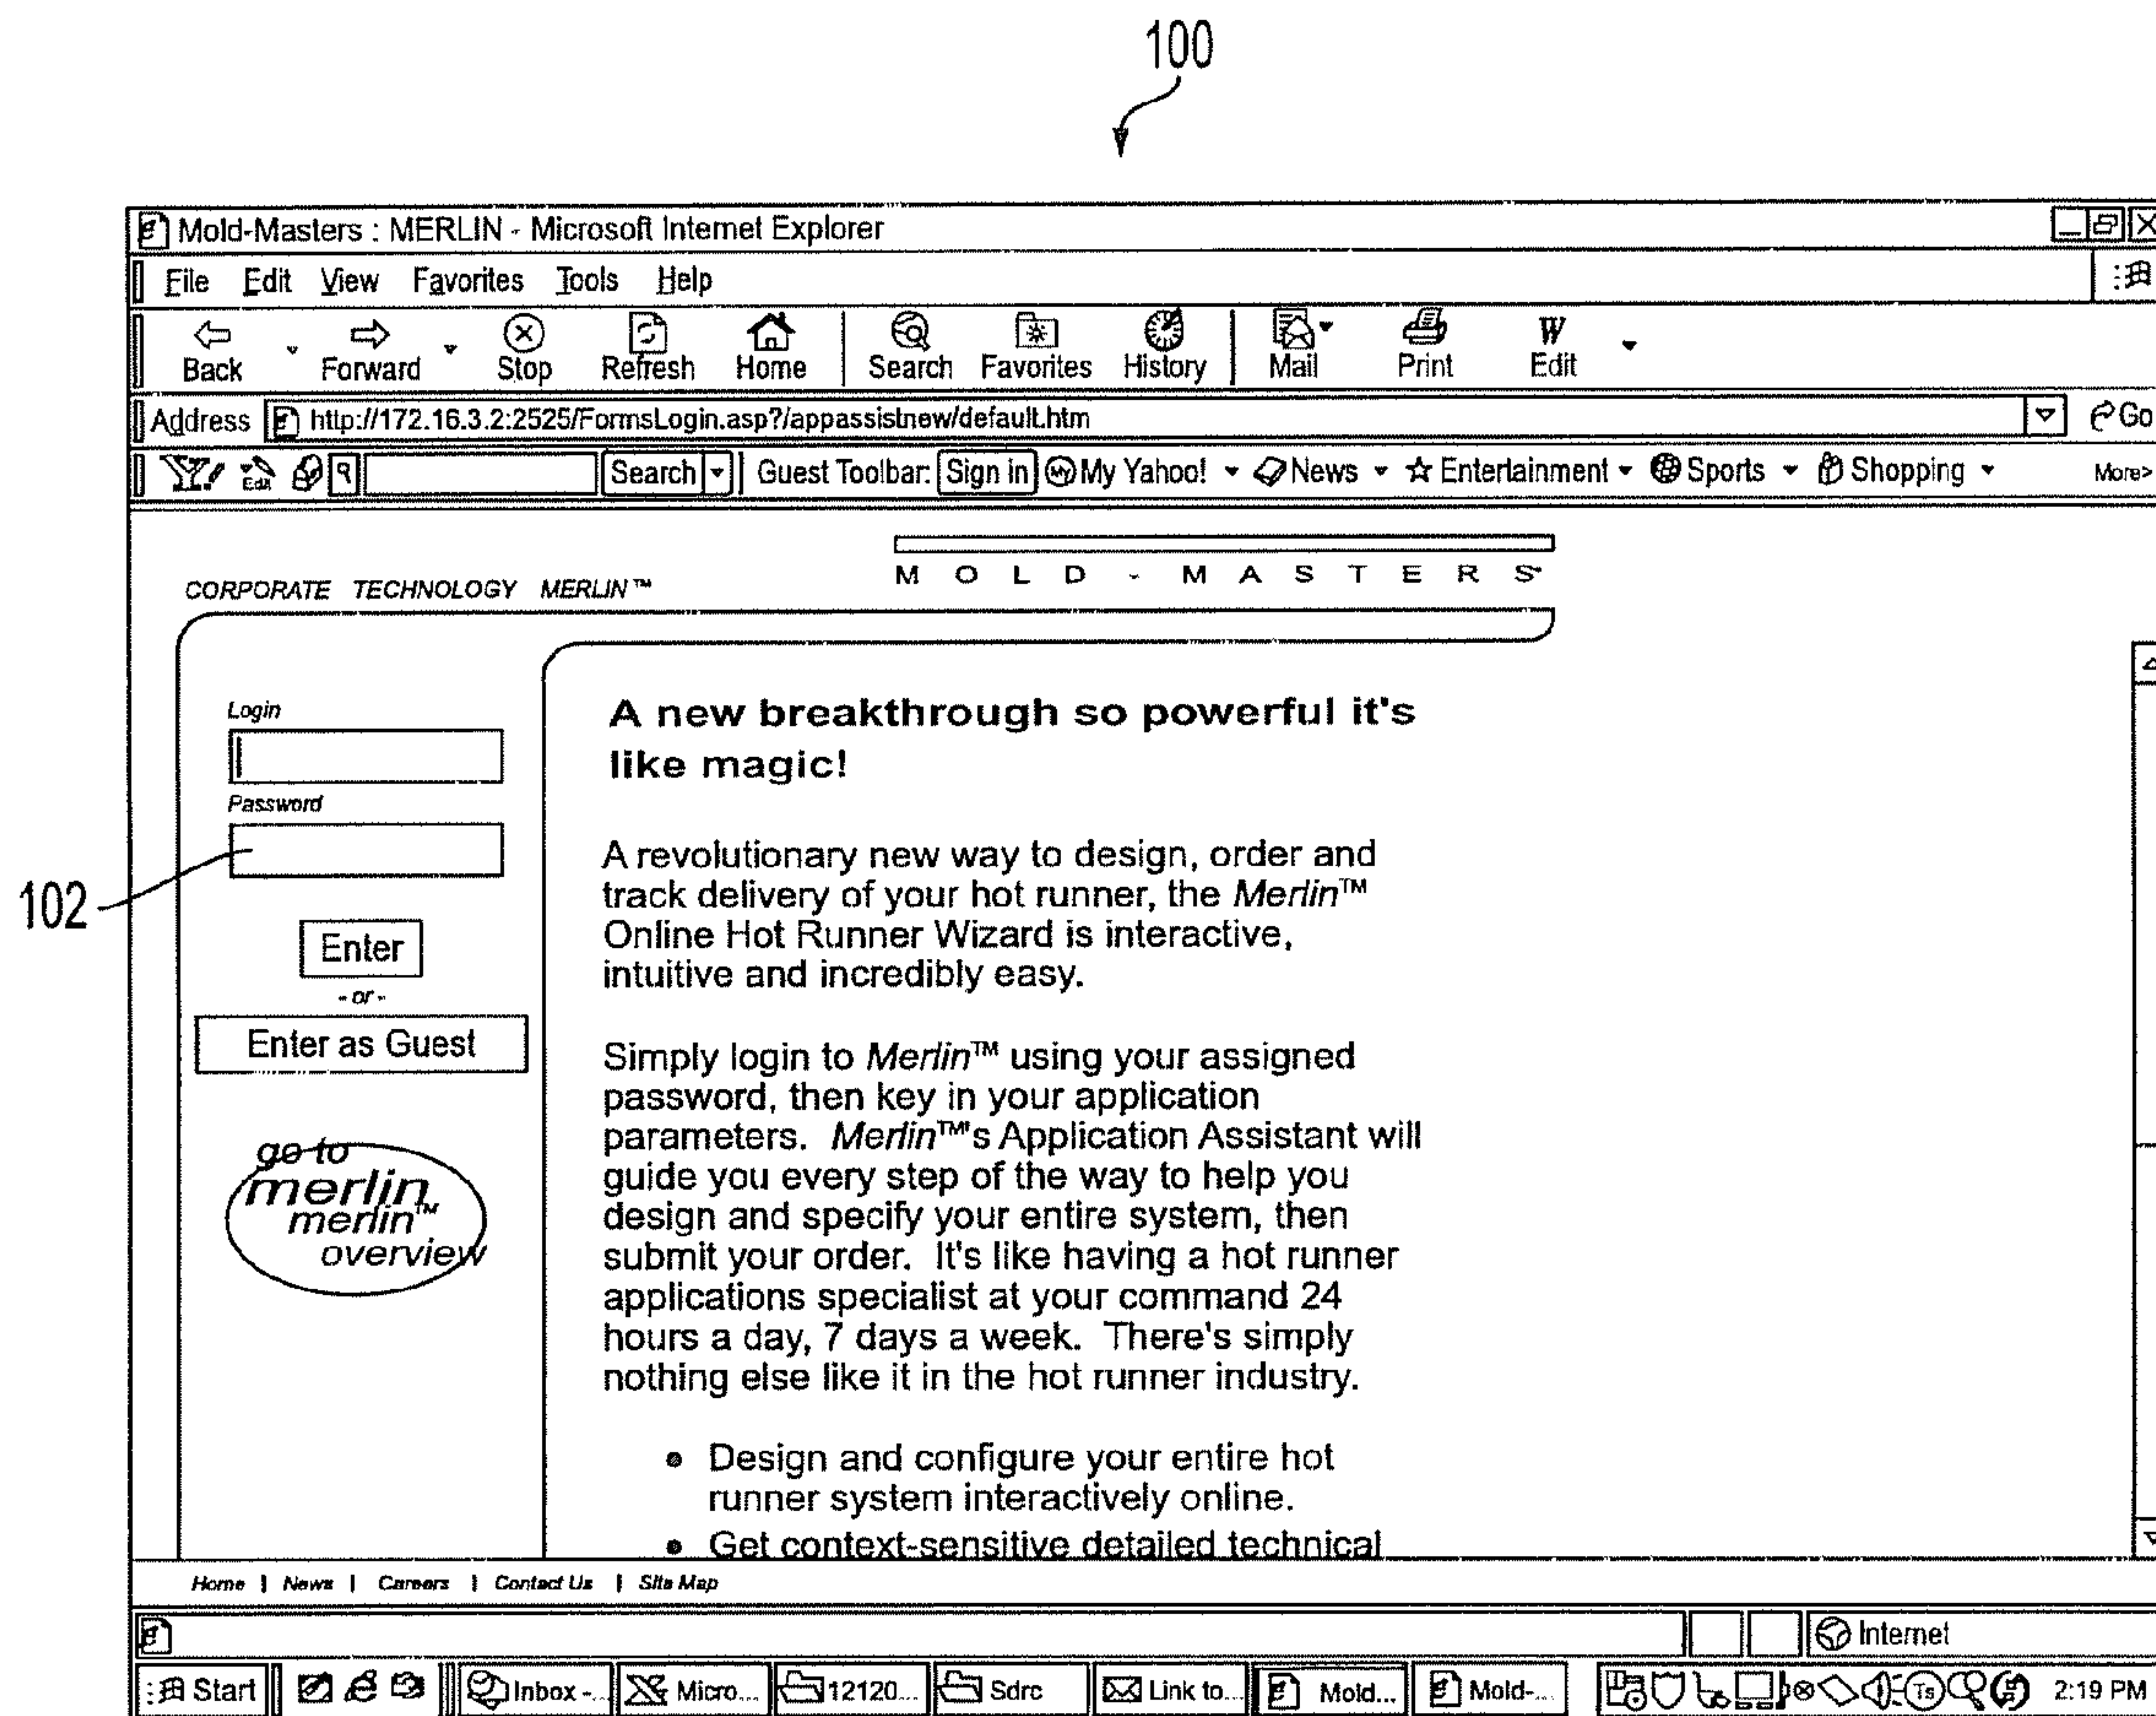 100
Mold-Masters : MERLIN - Microsoft Internet Explorer
File Edit View Favorites Tools Help
Back Forward Stop Refresh Home Search Favorites History Mail Print Edit
Address http://172.16.3.2:2525/FormsLogin.asp?/appassistnew/default.htm Go
Y! Edit Search Guest Toolbar: Sign in My Yahoo! News Entertainment Sports Shopping More>
MOLD-MASTERS
CORPORATE TECHNOLOGY MERLIN™
Login
Password
102
Enter
- or -
Enter as Guest
go to
merlin
merlin™
overview
A new breakthrough so powerful it's
like magic!
A revolutionary new way to design, order and
track delivery of your hot runner, the Merlin™
Online Hot Runner Wizard is interactive,
intuitive and incredibly easy.
Simply login to Merlin™ using your assigned
password, then key in your application
parameters. Merlin™'s Application Assistant will
guide you every step of the way to help you
design and specify your entire system, then
submit your order. It's like having a hot runner
applications specialist at your command 24
hours a day, 7 days a week. There's simply
nothing else like it in the hot runner industry.
• Design and configure your entire hot
runner system interactively online.
• Get context-sensitive detailed technical
Home | News | Careers | Contact Us | Site Map
Internet
Start Inbox -... Micro... 12120... Sdrc Link to... Mold... Mold-... Ts 2:19 PM